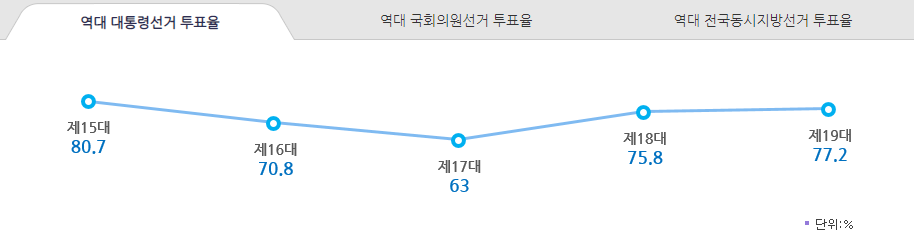 역대 대통령선거 투표율
역대 국회의원선거 투표율
역대 전국동시지방선거 투표율
제15대
80.7
제16대
70.8
제17대
63
제18대
75.8
제19대
77.2
단위:%